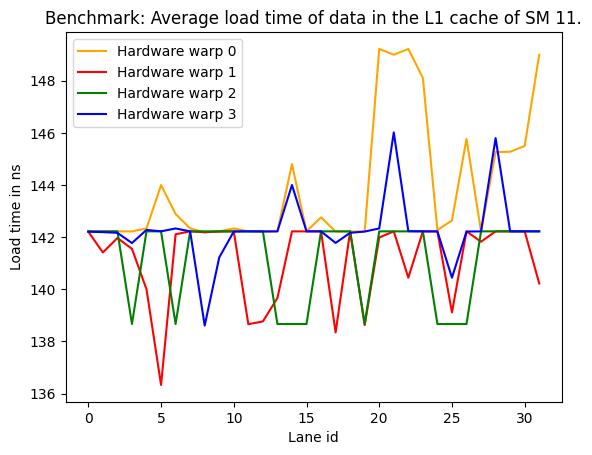 Benchmark: Average load time of data in the L1 cache of SM 11.
Hardware warp 0
Hardware warp 1
Hardware warp 2
Hardware warp 3
Load time in ns
148
146
144
142
140
138
136
0 5 10 15 20 25 30
Lane id